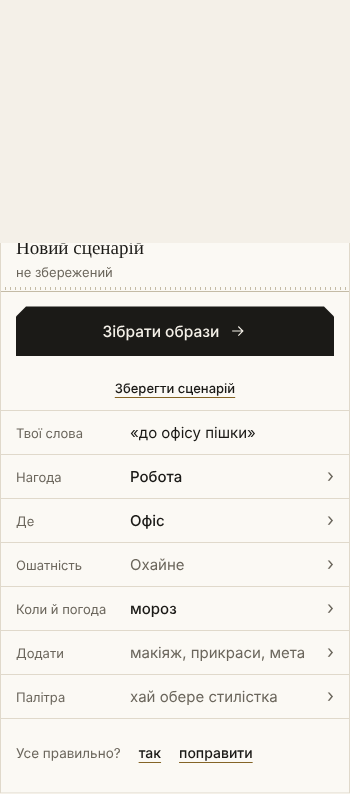 Новий сценарій
не збережений
Зібрати образи →
Зберегти сценарій
Твої слова «до офісу пішки»
Нагода Робота ›
Де Офіс ›
Ошатність Охайне ›
Коли й погода мороз ›
Додати макіяж, прикраси, мета ›
Палітра хай обере стилістка ›
Усе правильно? так поправити